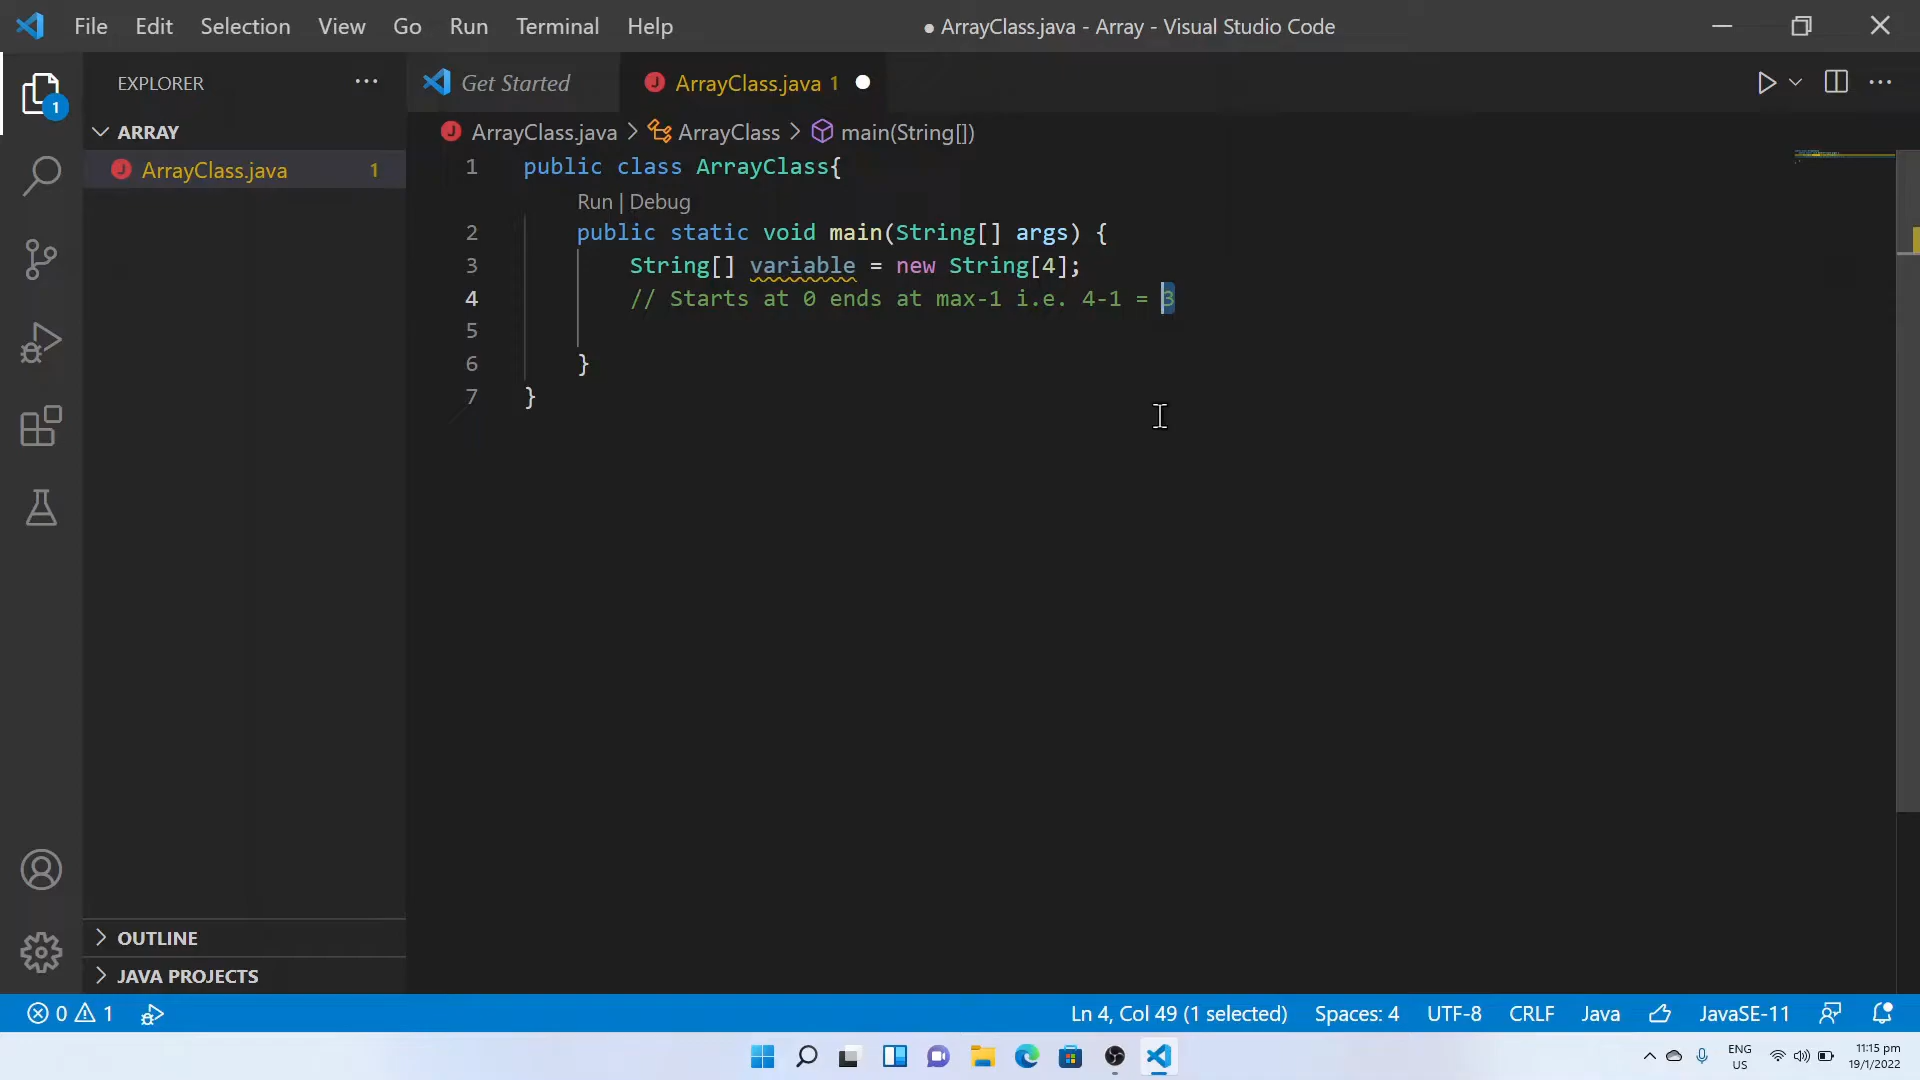 File Edit Selection View Go Run Terminal Help
● ArrayClass.java - Array - Visual Studio Code
EXPLORER
Get Started
ArrayClass.java 1
ARRAY
ArrayClass.java > ArrayClass > main(String[])
ArrayClass.java 1
1 public class ArrayClass{
Run | Debug
2 public static void main(String[] args) {
3 String[] variable = new String[4];
4 // Starts at 0 ends at max-1 i.e. 4-1 = 3
5
6 }
7 }
1
OUTLINE
JAVA PROJECTS
0 1
Ln 4, Col 49 (1 selected) Spaces: 4 UTF-8 CRLF Java JavaSE-11
ENG
US
11:15 pm
19/1/2022